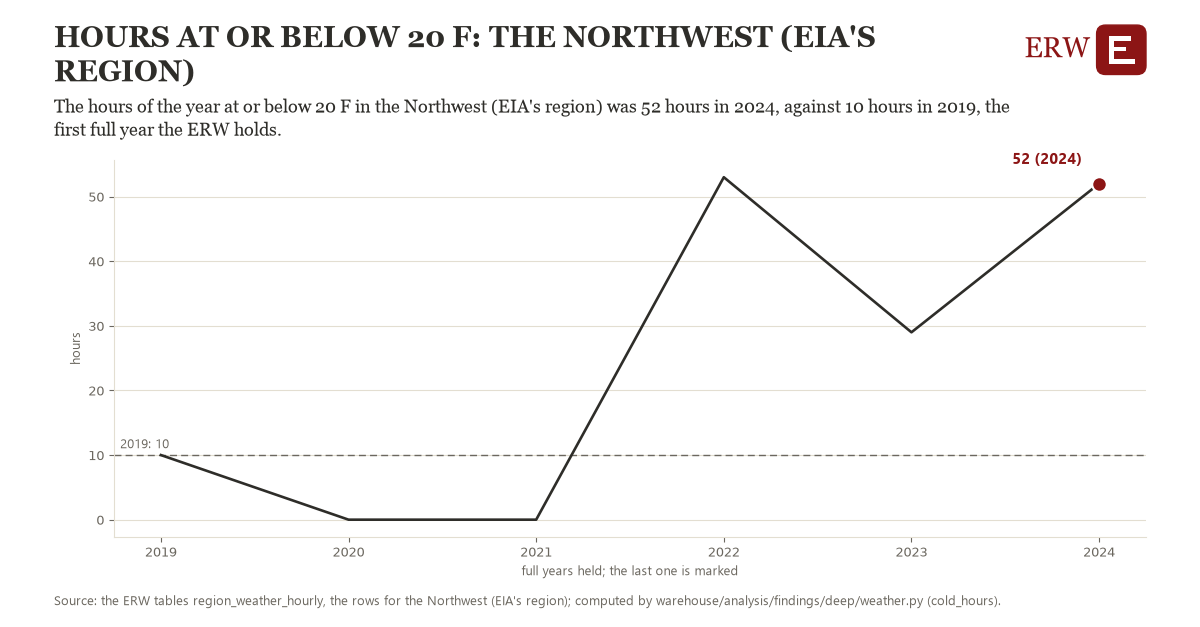 HOURS AT OR BELOW 20 F: THE NORTHWEST (EIA'S
REGION)
ERW E
The hours of the year at or below 20 F in the Northwest (EIA's region) was 52 hours in 2024, against 10 hours in 2019, the
first full year the ERW holds.
52 (2024)
50
40
30
20
10
0
hours
2019: 10
2019 2020 2021 2022 2023 2024
full years held; the last one is marked
Source: the ERW tables region_weather_hourly, the rows for the Northwest (EIA's region); computed by warehouse/analysis/findings/deep/weather.py (cold_hours).